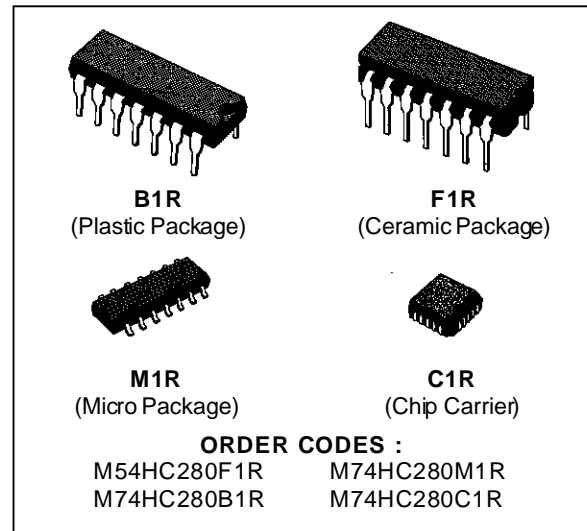 B1R
(Plastic Package)
F1R
(Ceramic Package)
M1R
(Micro Package)
C1R
(Chip Carrier)
ORDER CODES :
M54HC280F1R M74HC280M1R
M74HC280B1R M74HC280C1R